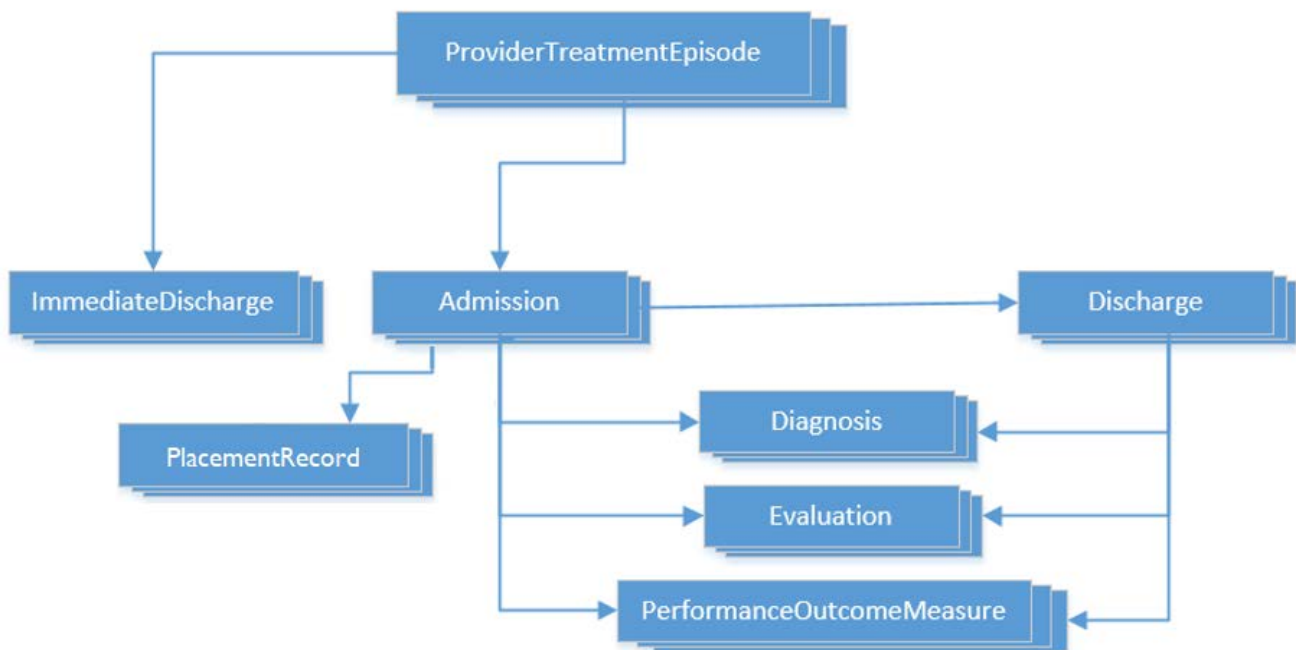 ProviderTreatmentEpisode
ImmediateDischarge
Admission
Discharge
PlacementRecord
Diagnosis
Evaluation
PerformanceOutcomeMeasure